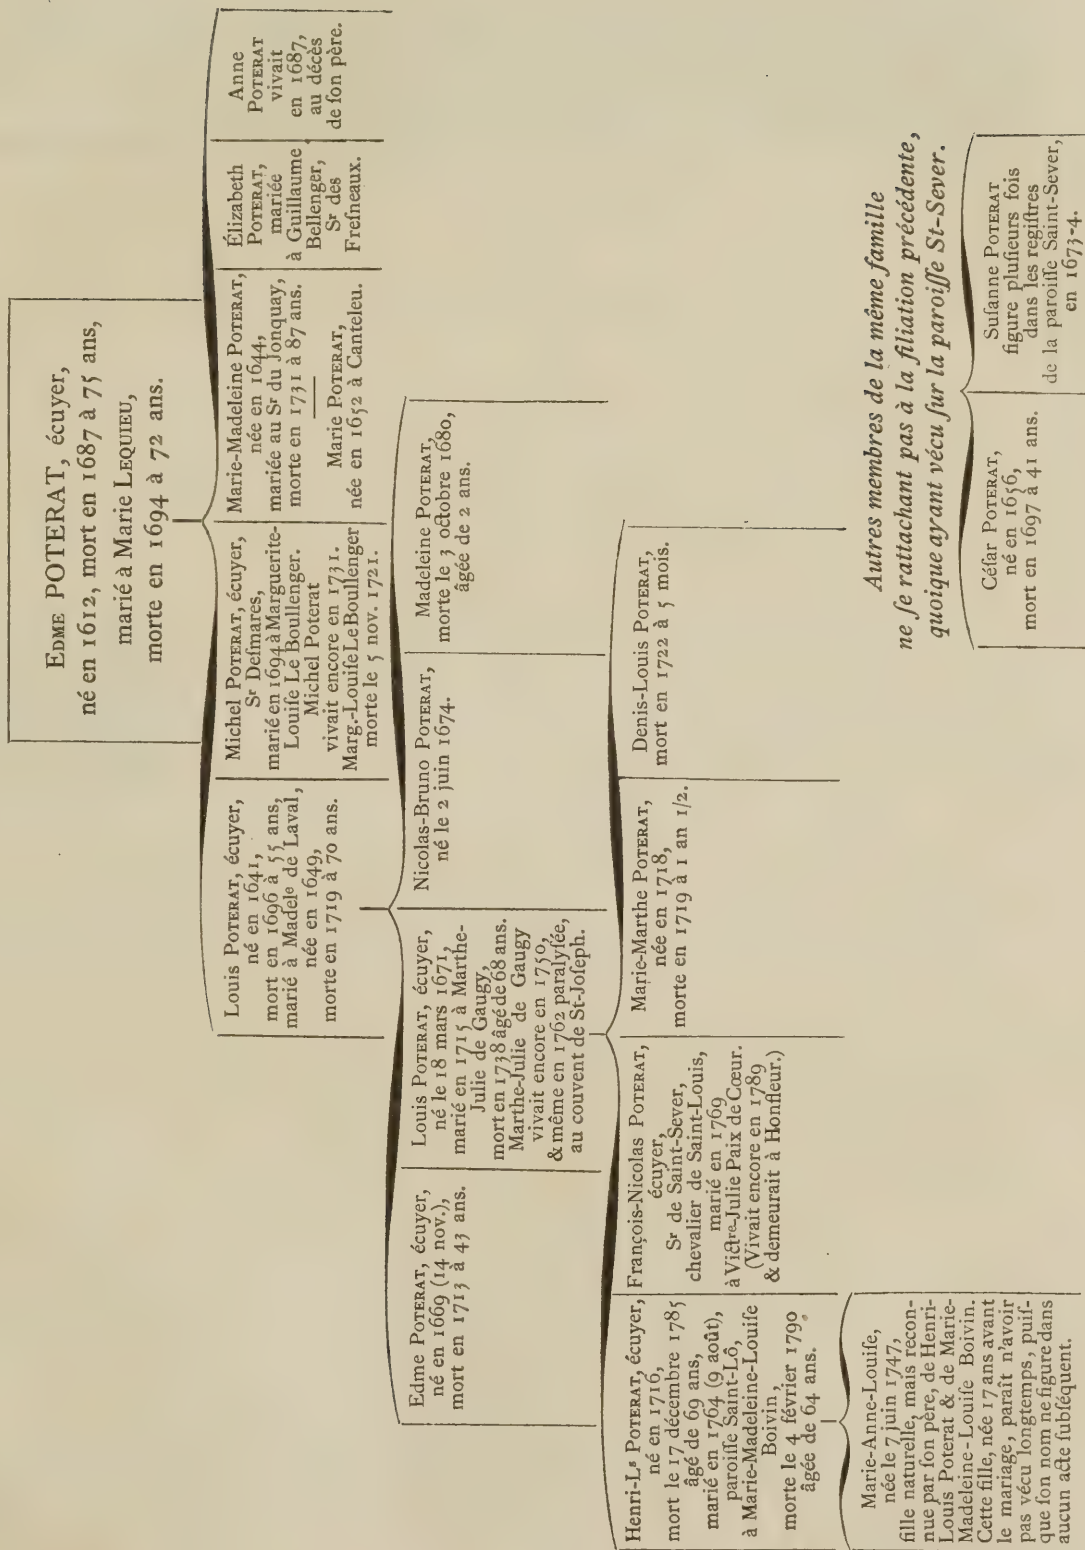 EDME POTERAT, écuyer,
né en 1612, mort en 1687 à 75 ans,
marié à Marie LEQUIEU,
morte en 1694 à 72 ans.
Louis POTERAT, écuyer,
né en 1641,
mort en 1696 à 55 ans,
marié à Madelᵉ de Laval,
née en 1649,
morte en 1719 à 70 ans.
Michel POTERAT, écuyer,
Sʳ Deſmares,
marié en 1694 à Marguerite-
Louiſe Le Boullenger.
Michel Poterat
vivait encore en 1731.
Marg.-Louiſe Le Boullenger
morte le 5 nov. 1721.
Marie-Madeleine POTERAT,
née en 1644,
mariée au Sʳ du Jonquay,
morte en 1731 à 87 ans.
Marie POTERAT,
née en 1652 à Canteleu.
Élizabeth
POTERAT,
mariée
à Guillaume
Bellenger,
Sʳ des
Freſneaux.
Anne
POTERAT
vivait
en 1687,
au décès
de ſon père.
Edme POTERAT, écuyer,
né en 1669 (14 nov.),
mort en 1713 à 43 ans.
Louis POTERAT, écuyer,
né le 18 mars 1671,
marié en 1715 à Marthe-
Julie de Gaugy,
mort en 1738 âgé de 68 ans.
Marthe-Julie de Gaugy
vivait encore en 1750,
& même en 1762 paralyſée,
au couvent de St-Joſeph.
Nicolas-Bruno POTERAT,
né le 2 juin 1674.
Madeleine POTERAT,
morte le 3 octobre 1680,
âgée de 2 ans.
Henri-Lˢ POTERAT, écuyer,
né en 1716,
mort le 17 décembre 1785
âgé de 69 ans,
marié en 1764 (9 août),
paroiſſe Saint-Lô,
à Marie-Madeleine-Louiſe
Boivin,
morte le 4 février 1790
âgée de 64 ans.
François-Nicolas POTERAT,
écuyer,
Sʳ de Saint-Sever,
chevalier de Saint-Louis,
marié en 1769
à Victʳᵉ-Julie Paix de Cœur.
(Vivait encore en 1789
& demeurait à Honfleur.)
Marie-Marthe POTERAT,
née en 1718,
morte en 1719 à 1 an 1/2.
Denis-Louis POTERAT,
mort en 1722 à 5 mois.
Marie-Anne-Louiſe,
née le 7 juin 1747,
fille naturelle, mais recon-
nue par ſon père, de Henri-
Louis Poterat & de Marie-
Madeleine-Louiſe Boivin.
Cette fille, née 17 ans avant
le mariage, paraît n'avoir
pas vécu longtemps, puiſ-
que ſon nom ne figure dans
aucun acte ſubſéquent.
Autres membres de la même famille
ne ſe rattachant pas à la filiation précédente,
quoique ayant vécu ſur la paroiſſe St-Sever.
Céſar POTERAT,
né en 1656,
mort en 1697 à 41 ans.
Suſanne POTERAT
figure pluſieurs fois
dans les regiſtres
de la paroiſſe Saint-Sever,
en 1673-4.